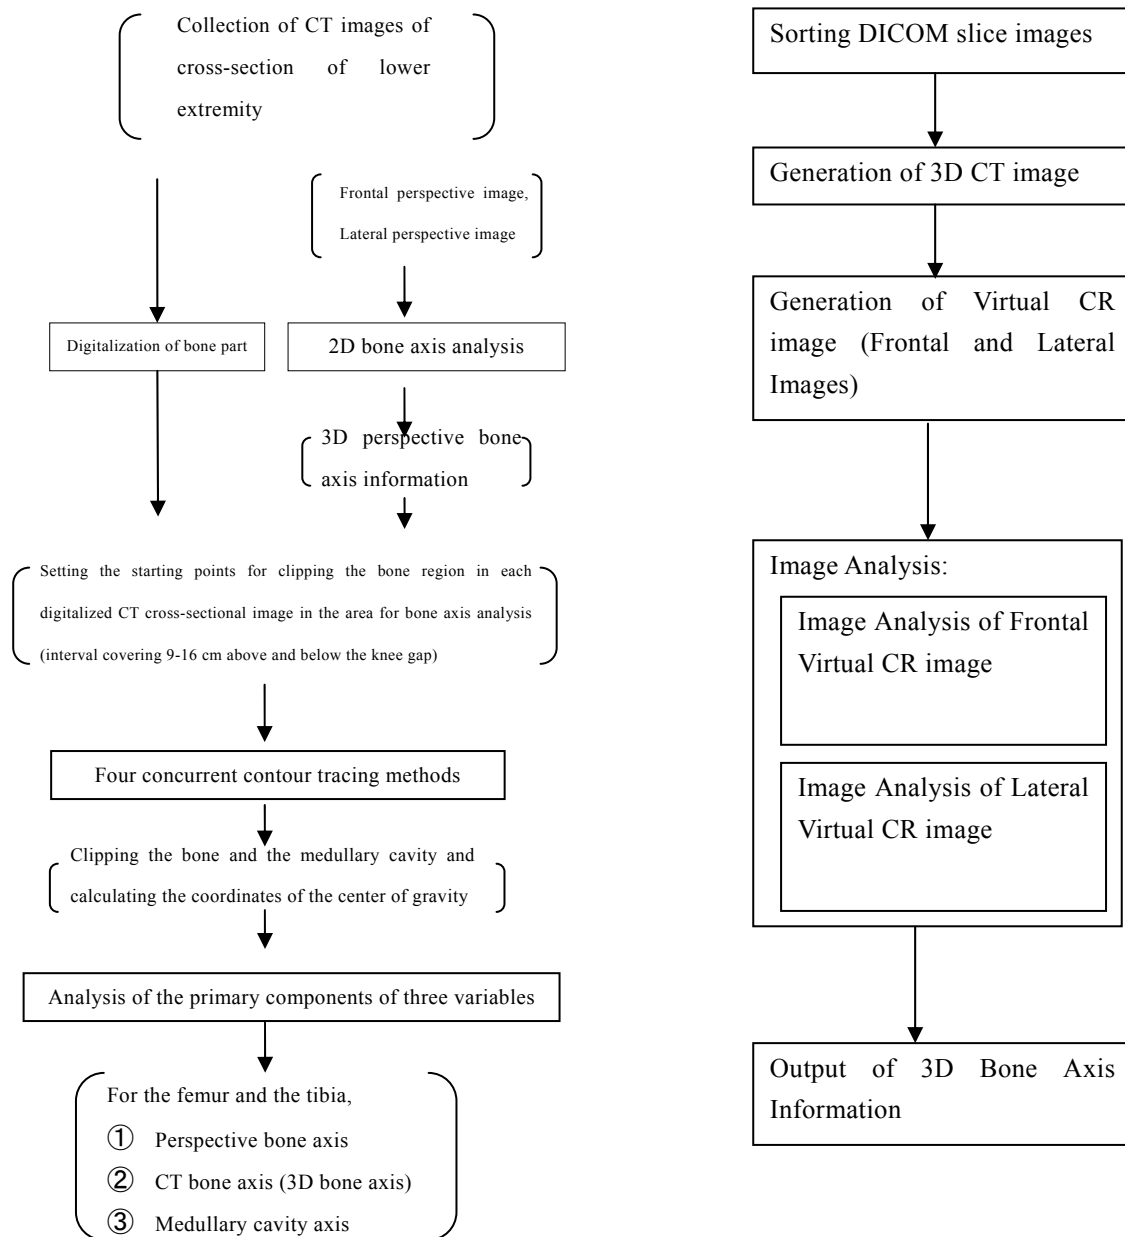 Collection of CT images of
cross-section of lower
extremity
Frontal perspective image,
Lateral perspective image
Digitalization of bone part
2D bone axis analysis
3D perspective bone
axis information
Setting the starting points for clipping the bone region in each
digitalized CT cross-sectional image in the area for bone axis analysis
(interval covering 9-16 cm above and below the knee gap)
Four concurrent contour tracing methods
Clipping the bone and the medullary cavity and
calculating the coordinates of the center of gravity
Analysis of the primary components of three variables
For the femur and the tibia,
① Perspective bone axis
② CT bone axis (3D bone axis)
③ Medullary cavity axis
Sorting DICOM slice images
Generation of 3D CT image
Generation of Virtual CR
image (Frontal and Lateral
Images)
Image Analysis:
Image Analysis of Frontal
Virtual CR image
Image Analysis of Lateral
Virtual CR image
Output of 3D Bone Axis
Information